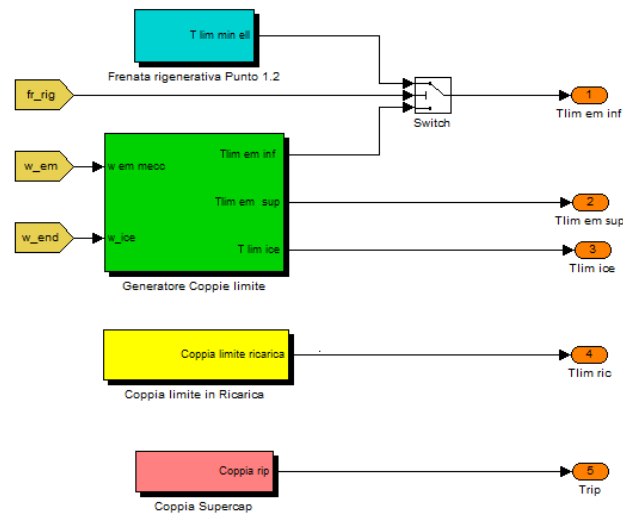 T lim min ell
Frenata rigenerativa Punto 1.2
fr_rig
Switch
1
Tlim em inf
w_em
w em mecc
Tlim em inf
Tlim em sup
2
Tlim em sup
w_end
w_ice
T lim ice
3
Tlim ice
Generatore Coppie limite
Coppia limite ricarica
4
Tlim ric
Coppia limite in Ricarica
Coppia rip
5
Trip
Coppia Supercap